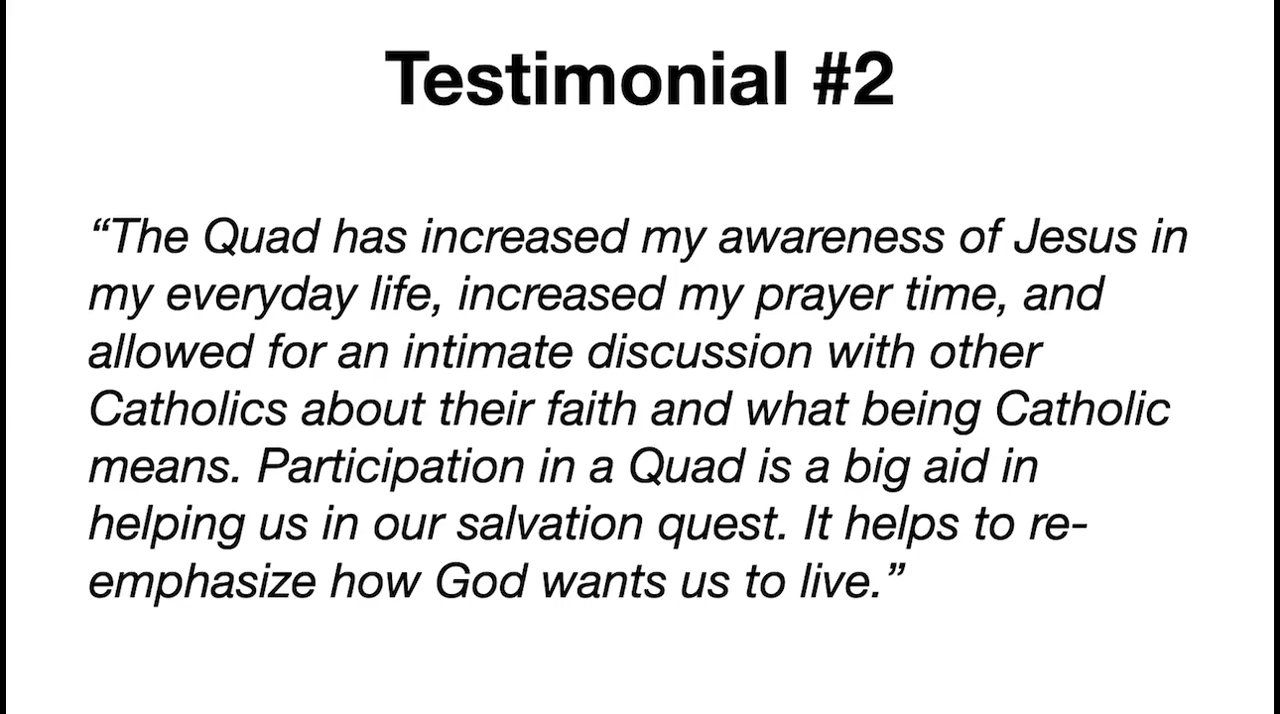 Testimonial #2
“The Quad has increased my awareness of Jesus in
my everyday life, increased my prayer time, and
allowed for an intimate discussion with other
Catholics about their faith and what being Catholic
means. Participation in a Quad is a big aid in
helping us in our salvation quest. It helps to re-
emphasize how God wants us to live.”